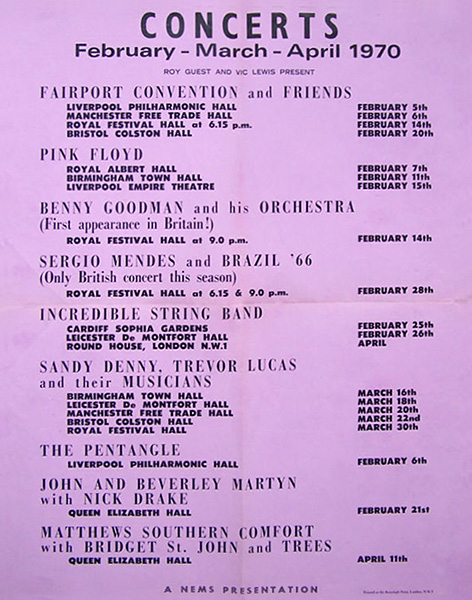 CONCERTS
February - March - April 1970
ROY GUEST AND VIC LEWIS PRESENT
FAIRPORT CONVENTION and FRIENDS
LIVERPOOL PHILHARMONIC HALL FEBRUARY 5th
MANCHESTER FREE TRADE HALL FEBRUARY 6th
ROYAL FESTIVAL HALL at 6.15 p.m. FEBRUARY 14th
BRISTOL COLSTON HALL FEBRUARY 20th
PINK FLOYD
ROYAL ALBERT HALL FEBRUARY 7th
BIRMINGHAM TOWN HALL FEBRUARY 11th
LIVERPOOL EMPIRE THEATRE FEBRUARY 15th
BENNY GOODMAN and his ORCHESTRA
(First appearance in Britain!)
ROYAL FESTIVAL HALL at 9.0 p.m. FEBRUARY 14th
SERGIO MENDES and BRAZIL '66
(Only British concert this season)
ROYAL FESTIVAL HALL at 6.15 & 9.0 p.m. FEBRUARY 28th
INCREDIBLE STRING BAND
CARDIFF SOPHIA GARDENS FEBRUARY 25th
LEICESTER De MONTFORT HALL FEBRUARY 26th
ROUND HOUSE, LONDON N.W.1 APRIL
SANDY DENNY, TREVOR LUCAS
and their MUSICIANS
BIRMINGHAM TOWN HALL MARCH 16th
LEICESTER De MONTFORT HALL MARCH 18th
MANCHESTER FREE TRADE HALL MARCH 20th
BRISTOL COLSTON HALL MARCH 22nd
ROYAL FESTIVAL HALL MARCH 30th
THE PENTANGLE
LIVERPOOL PHILHARMONIC HALL FEBRUARY 6th
JOHN AND BEVERLEY MARTYN
with NICK DRAKE
QUEEN ELIZABETH HALL FEBRUARY 21st
MATTHEWS SOUTHERN COMFORT
with BRIDGET St. JOHN and TREES
QUEEN ELIZABETH HALL APRIL 11th
A NEMS PRESENTATION